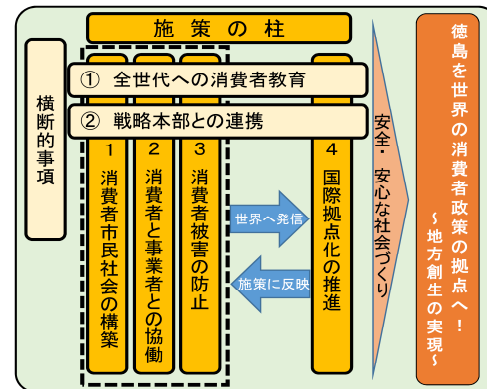 施策の柱
横断的事項
① 全世代への消費者教育
② 戦略本部との連携
1 消費者市民社会の構築
2 消費者と事業者との協働
3 消費者被害の防止
世界へ発信
施策に反映
4 国際拠点化の推進
安全・安心な社会づくり
徳島を世界の消費者政策の拠点へ！
～地方創生の実現～